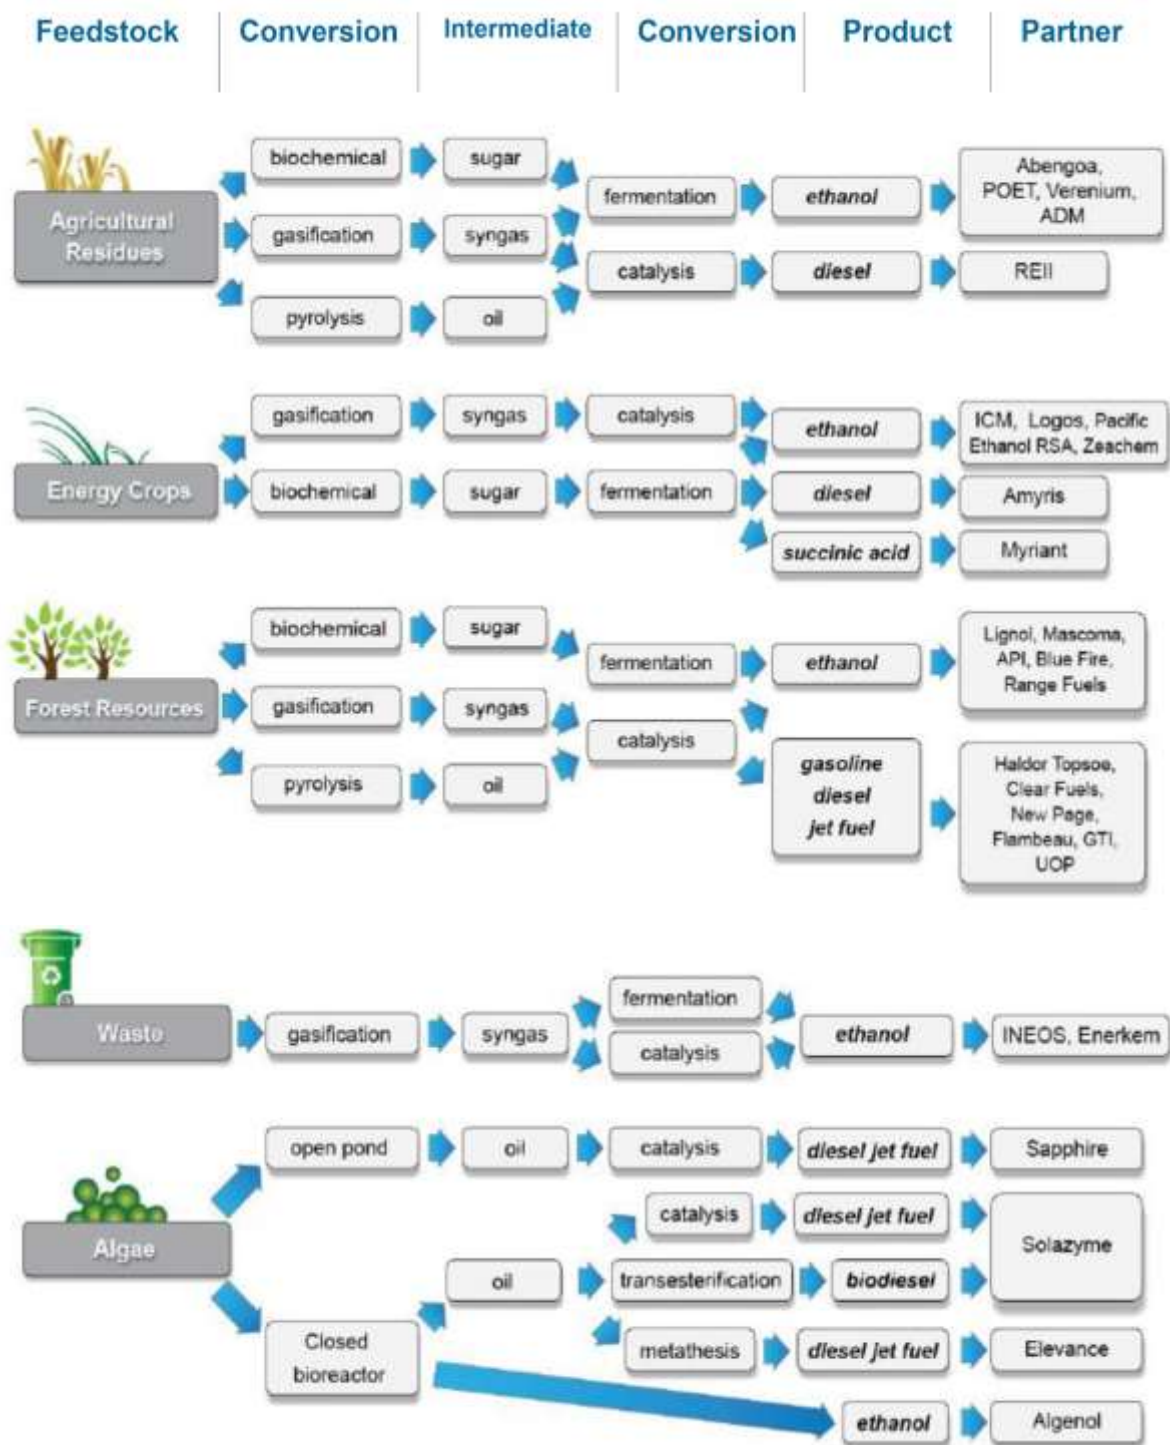 Feedstock
Conversion
Intermediate
Conversion
Product
Partner
Agricultural
Residues
biochemical
sugar
gasification
syngas
pyrolysis
oil
fermentation
ethanol
Abengoa,
POET, Verenium,
ADM
catalysis
diesel
REII
Energy Crops
gasification
syngas
catalysis
ethanol
ICM, Logos, Pacific
Ethanol RSA, Zeachem
biochemical
sugar
fermentation
diesel
Amyris
succinic acid
Myriant
Forest Resources
biochemical
sugar
gasification
syngas
pyrolysis
oil
fermentation
ethanol
Lignol, Mascoma,
API, Blue Fire,
Range Fuels
catalysis
gasoline
diesel
jet fuel
Haldor Topsoe,
Clear Fuels,
New Page,
Flambeau, GTI,
UOP
Waste
gasification
syngas
fermentation
catalysis
ethanol
INEOS, Enerkem
Algae
open pond
oil
catalysis
diesel jet fuel
Sapphire
Closed
bioreactor
oil
catalysis
diesel jet fuel
Solazyme
transesterification
biodiesel
metathesis
diesel jet fuel
Elevance
ethanol
Algenol